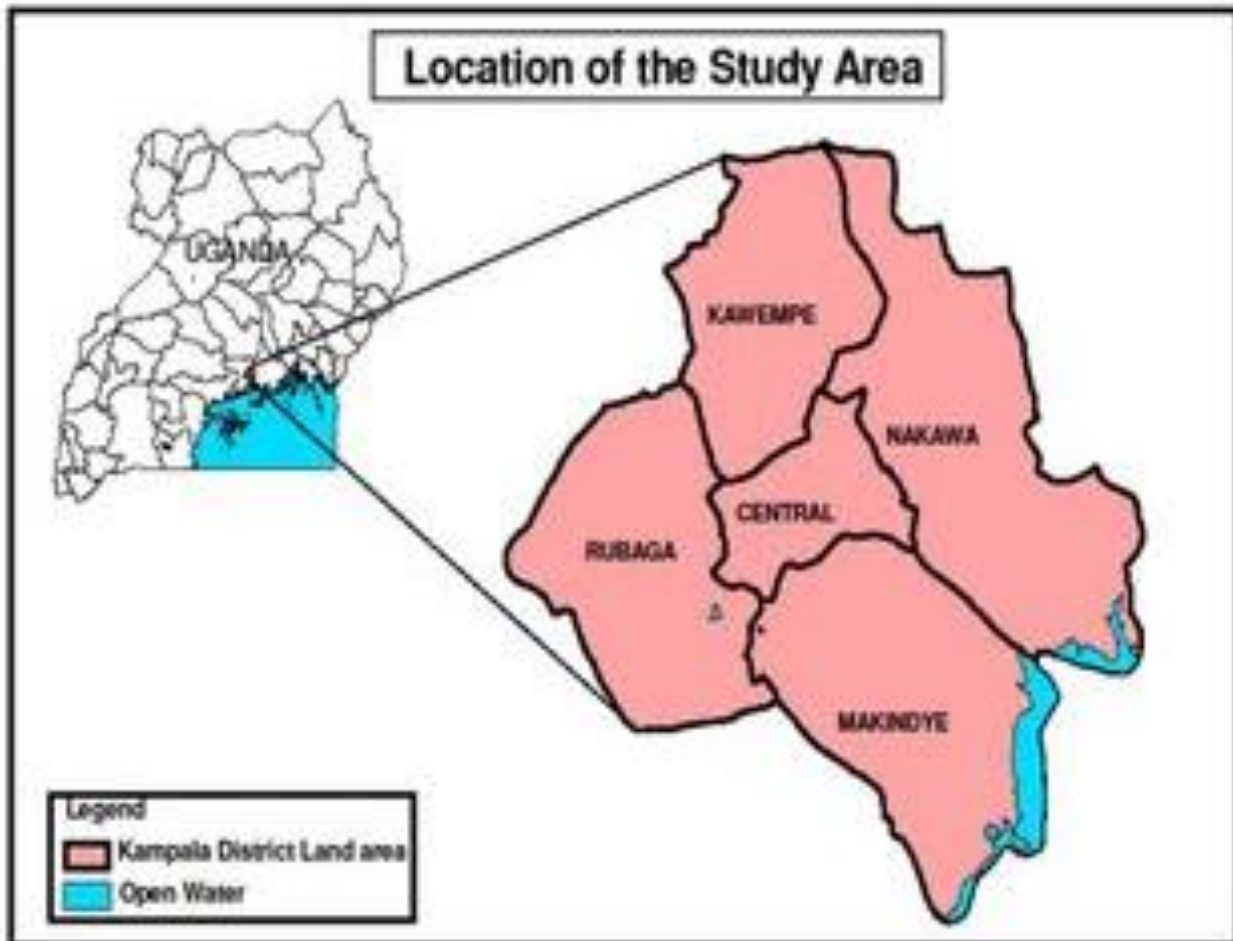 Location of the Study Area
UGANDA
KAWEMPE
NAKAWA
CENTRAL
RUBAGA
MAKINDYE
Legend
Kampala District Land area
Open Water